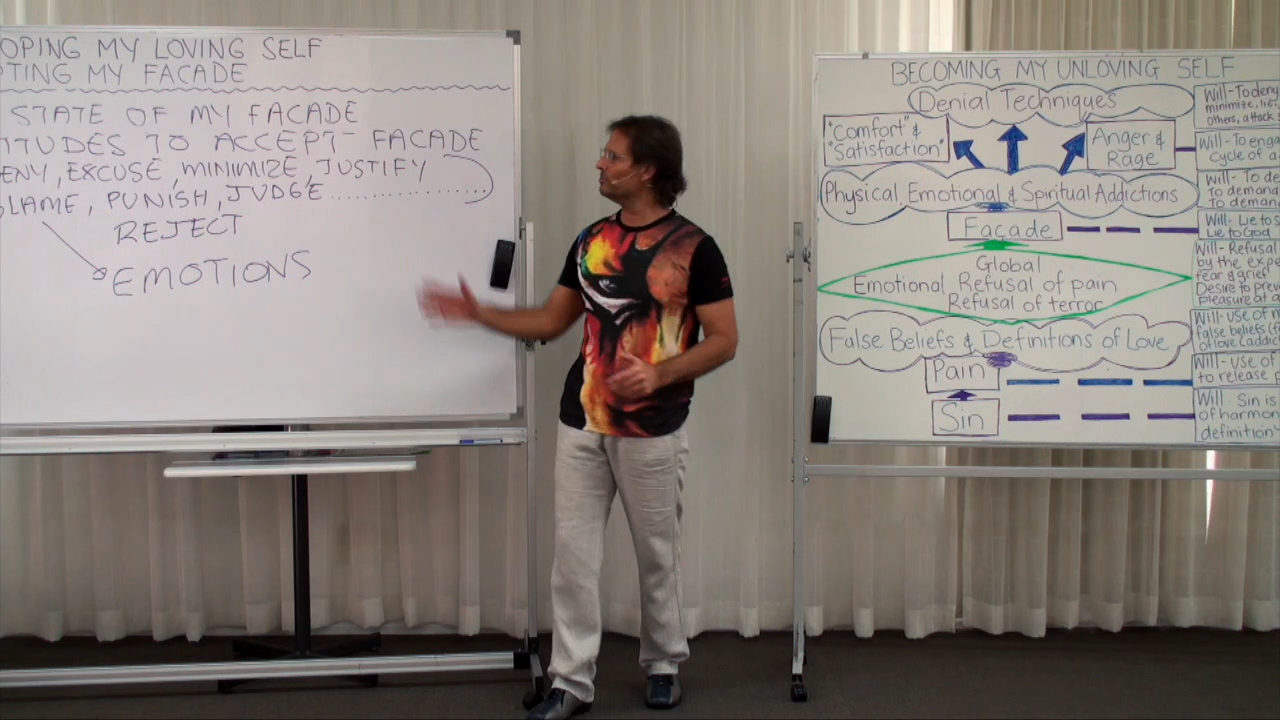 OPING MY LOVING SELF
PTING MY FACADE
STATE OF MY FACADE
ITUDES TO ACCEPT FACADE
ENY, EXCUSE, MINIMIZE, JUSTIFY
LAME, PUNISH, JUDGE
REJECT
EMOTIONS
BECOMING MY UNLOVING SELF
Denial Techniques
"Comfort" &
"Satisfaction"
Anger &
Rage
Physical, Emotional & Spiritual Addictions
Façade
Global
Emotional Refusal of pain
Refusal of terror
False Beliefs & Definitions of Love
Pain
Sin
Will - To deny
minimize,
others, attack
Will - To enga
cycle of a
Will - To de
To demand
To demand
Will - Lie to s
Lie to God
Will - Refusal
by the expe
fear & grief
Desire to prev
pleasure at a
Will - use of
false beliefs
of love (addic
Will - use of
to release p
Will Sin is
of harmon
definition